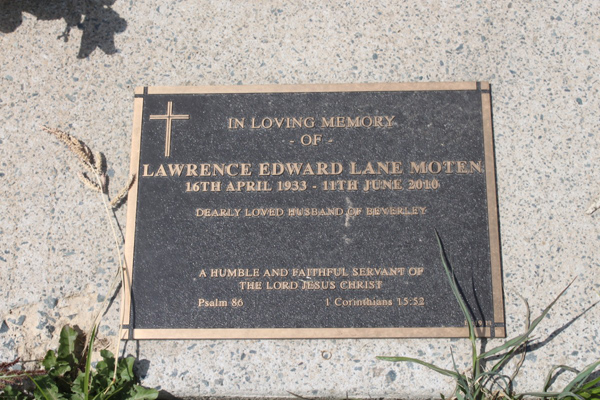 IN LOVING MEMORY
- OF -
LAWRENCE EDWARD LANE MOTEN
16TH APRIL 1933 - 11TH JUNE 2010
DEARLY LOVED HUSBAND OF BEVERLEY
A HUMBLE AND FAITHFUL SERVANT OF
THE LORD JESUS CHRIST
Psalm 86 1 Corinthians 15:52